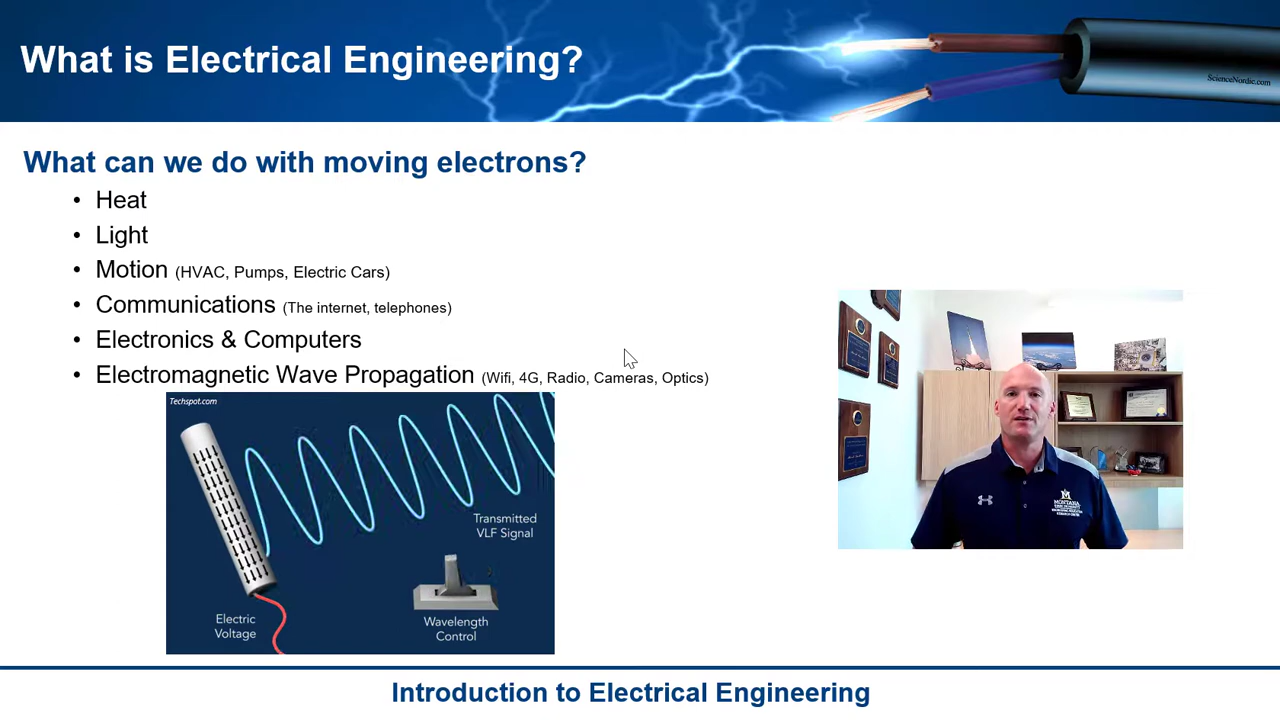 What is Electrical Engineering?
ScienceNordic.com
What can we do with moving electrons?
• Heat
• Light
• Motion (HVAC, Pumps, Electric Cars)
• Communications (The internet, telephones)
• Electronics & Computers
• Electromagnetic Wave Propagation (Wifi, 4G, Radio, Cameras, Optics)
Techspot.com
Transmitted
VLF Signal
Electric
Voltage
Wavelength
Control
MONTANA
Introduction to Electrical Engineering